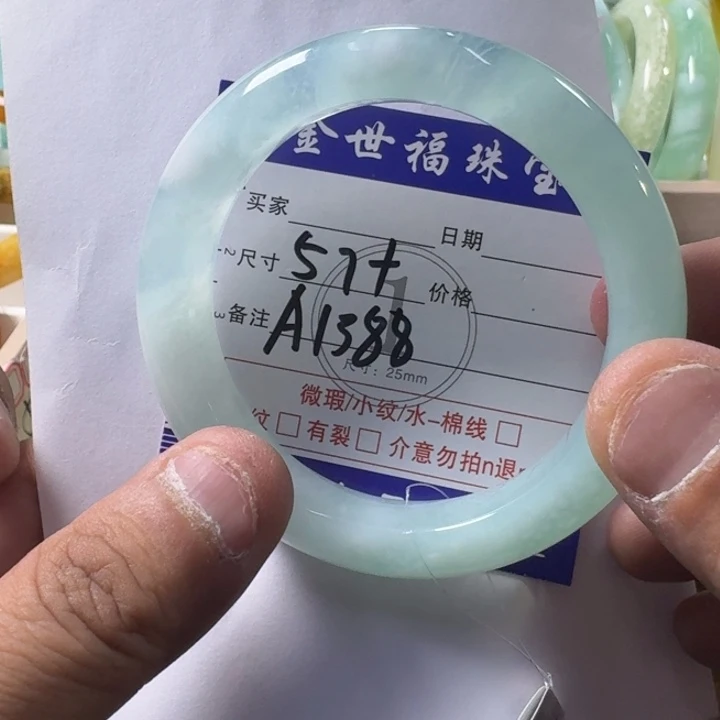 金世福珠宝
买家 日期
尺寸 57+ 价格
备注 A1388
尺寸：25mm
微瑕/小纹/水-棉线 □
纹 □ 有裂 □ 介意勿拍n退